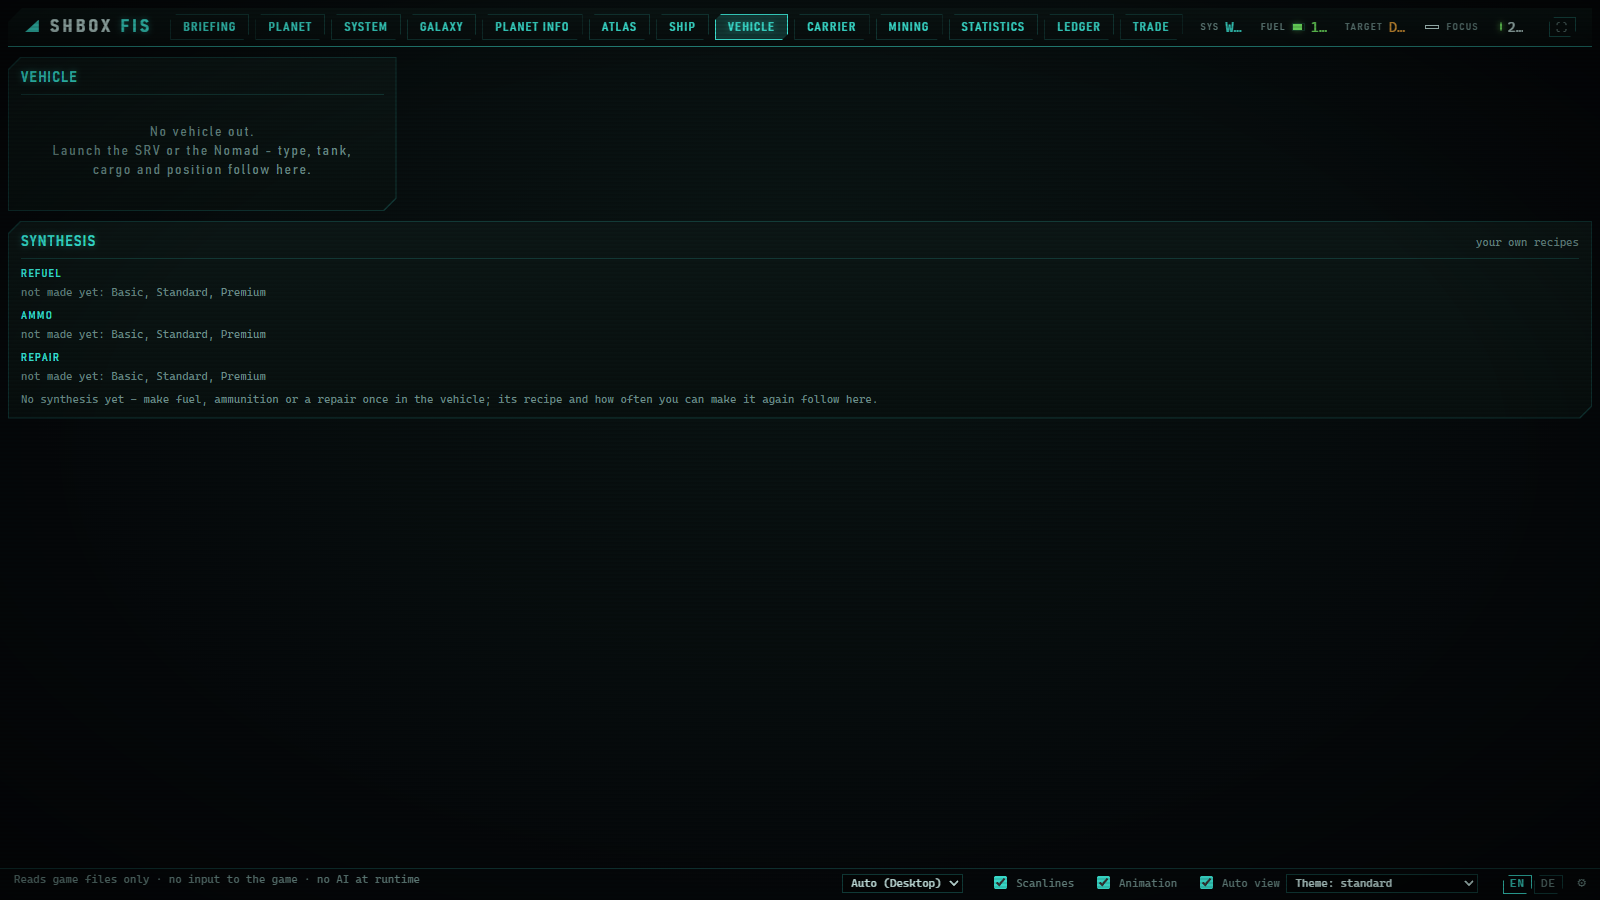 SHBOX FIS
BRIEFING
PLANET
SYSTEM
GALAXY
PLANET INFO
ATLAS
SHIP
VEHICLE
CARRIER
MINING
STATISTICS
LEDGER
TRADE
SYS W…
FUEL 1…
TARGET D…
FOCUS
2…
VEHICLE
No vehicle out.
Launch the SRV or the Nomad – type, tank,
cargo and position follow here.
SYNTHESIS
your own recipes
REFUEL
not made yet: Basic, Standard, Premium
AMMO
not made yet: Basic, Standard, Premium
REPAIR
not made yet: Basic, Standard, Premium
No synthesis yet – make fuel, ammunition or a repair once in the vehicle; its recipe and how often you can make it again follow here.
Reads game files only · no input to the game · no AI at runtime
Auto (Desktop)
Scanlines
Animation
Auto view
Theme: standard
EN
DE